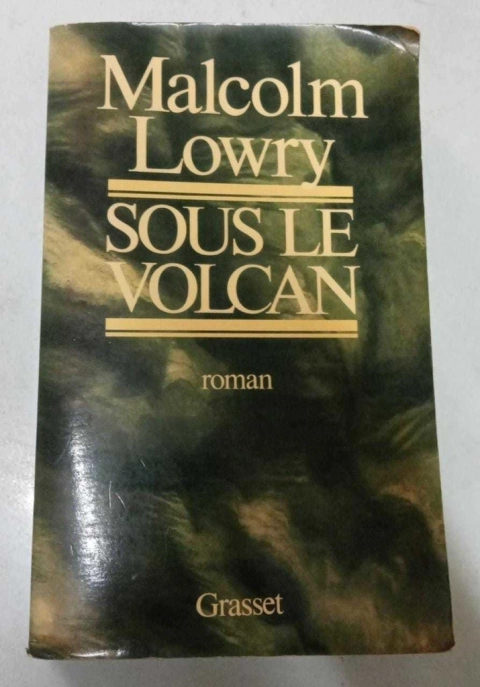 Malcolm
Lowry
SOUS LE
VOLCAN
roman
Grasset